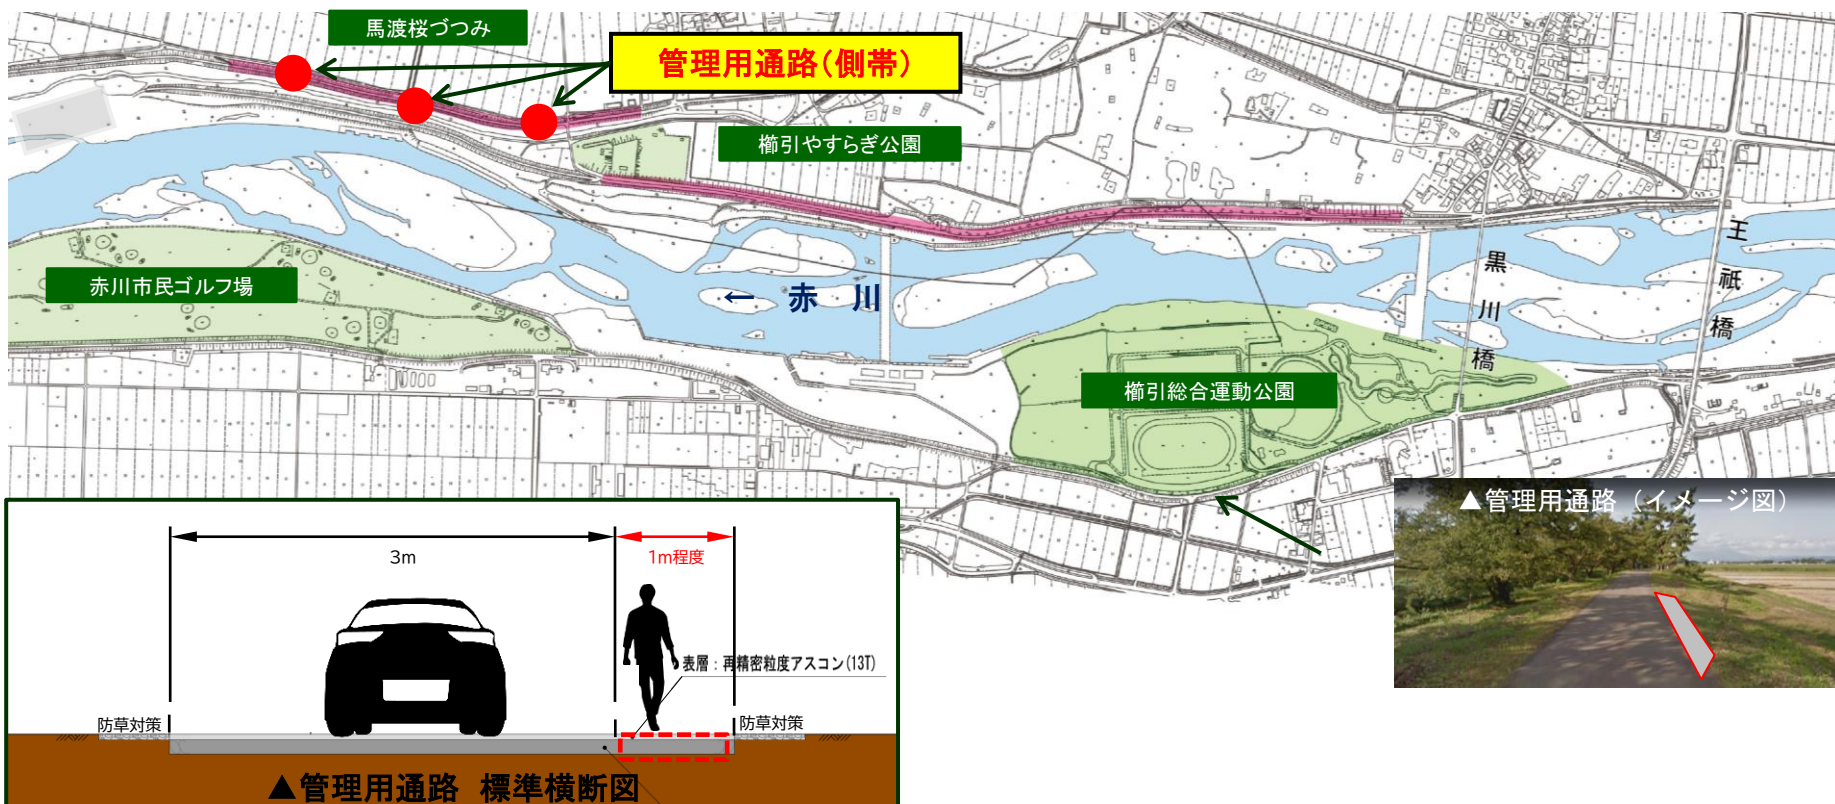 馬渡桜づつみ
管理用通路(側帯)
櫛引やすらぎ公園
赤川市民ゴルフ場
← 赤 川
黒川橋
王祇橋
櫛引総合運動公園
▲管理用通路(イメージ図)
3m
1m程度
表層:再精密粒度アスコン(13T)
防草対策
防草対策
▲管理用通路 標準横断図